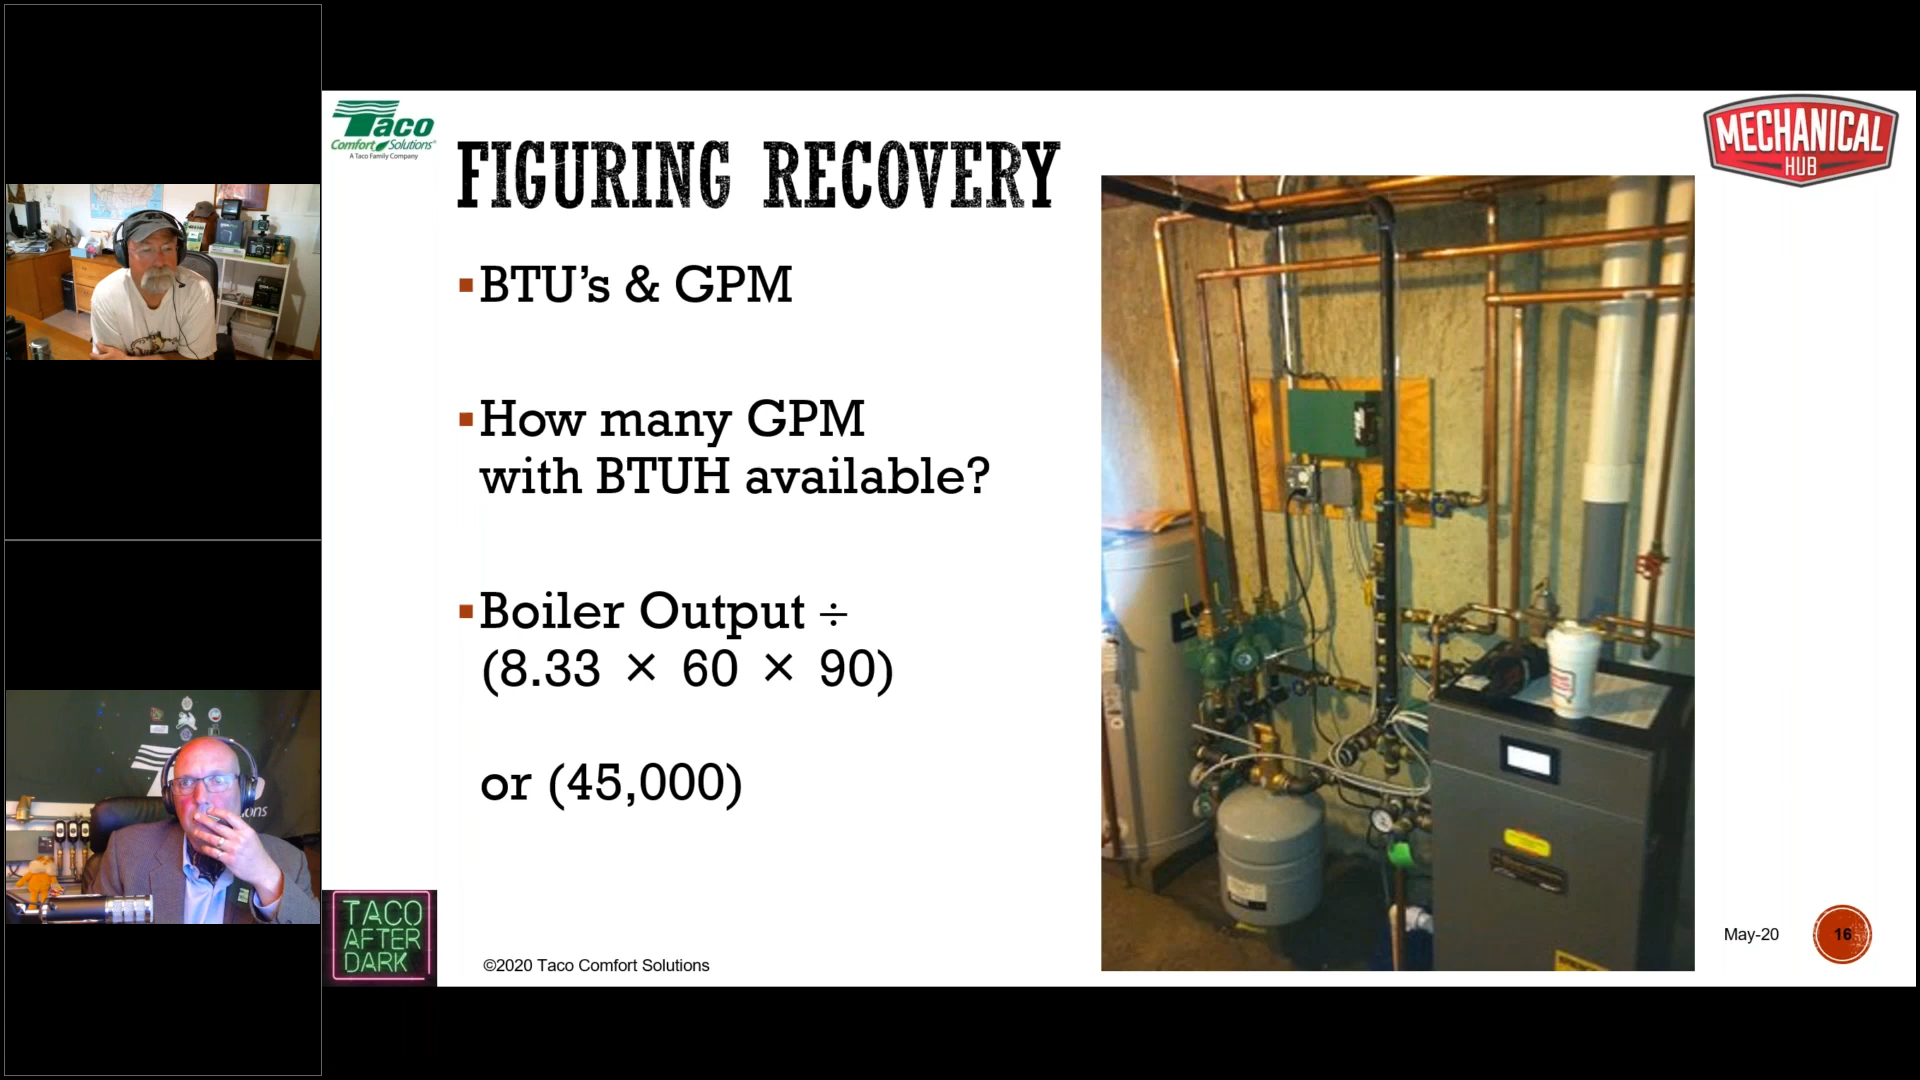 Taco
Comfort Solutions®
A Taco Family Company
MECHANICAL
HUB
FIGURING RECOVERY
▪BTU’s & GPM
▪How many GPM
with BTUH available?
▪Boiler Output ÷
(8.33 × 60 × 90)
or (45,000)
TACO
AFTER
DARK
©2020 Taco Comfort Solutions
May-20
16